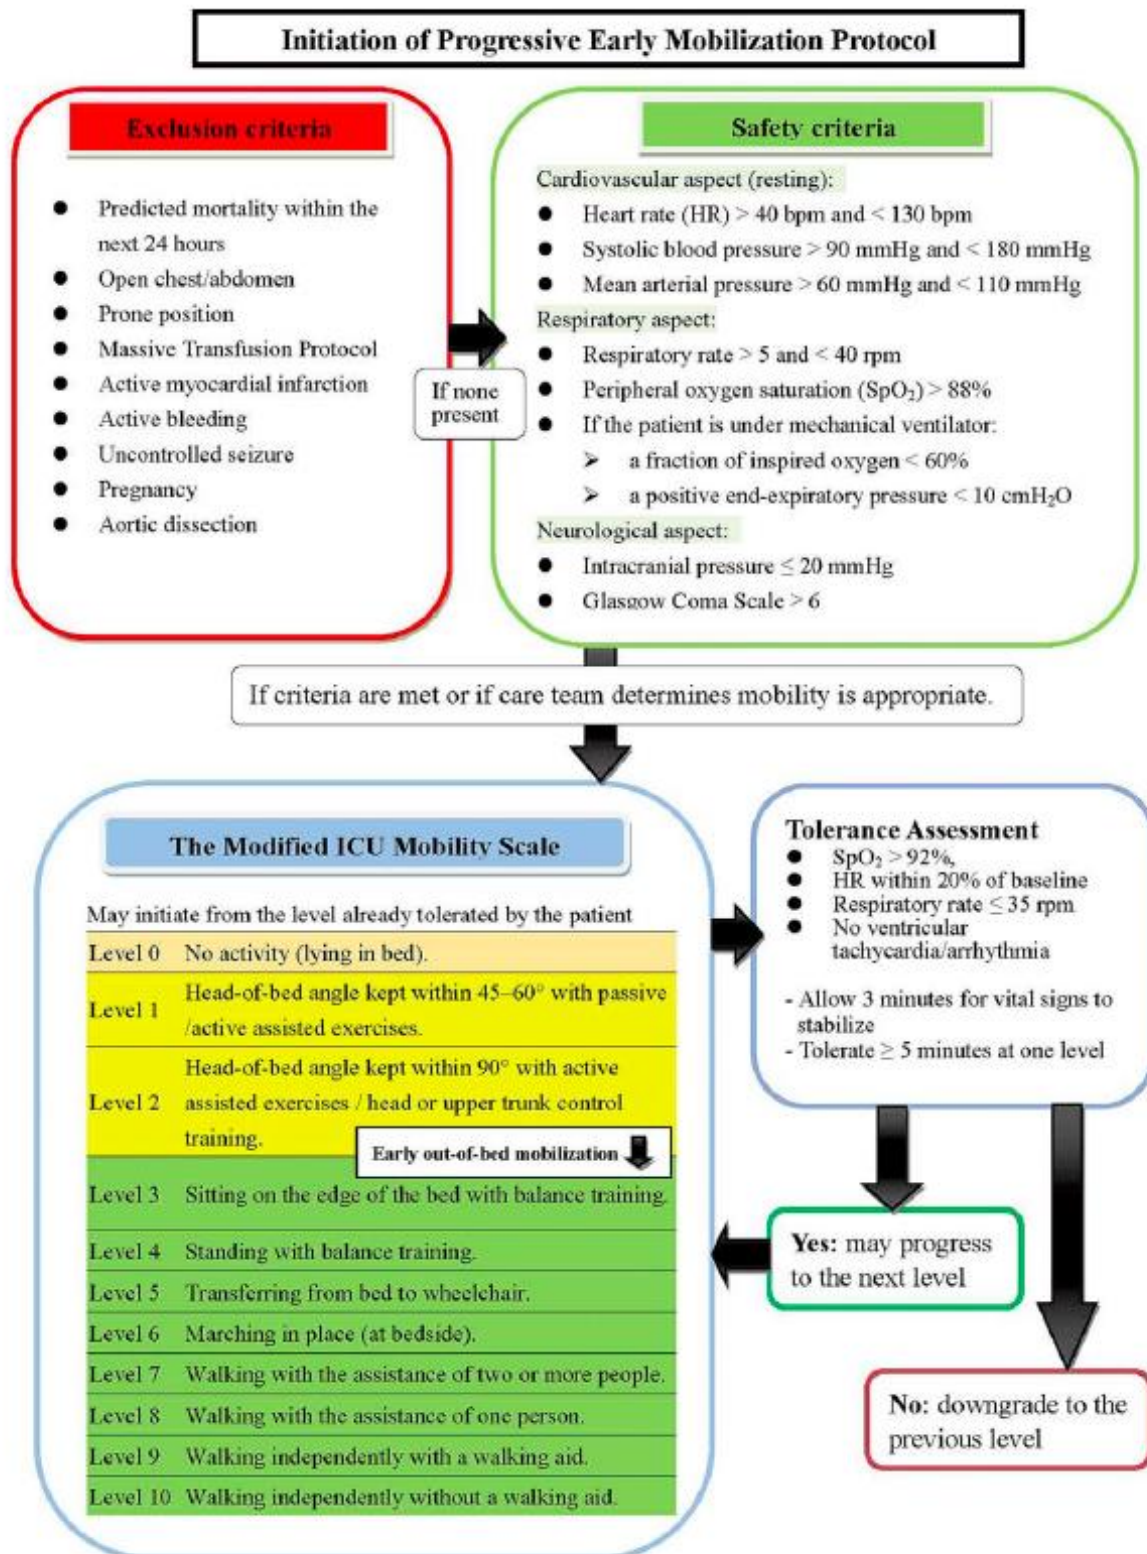 Initiation of Progressive Early Mobilization Protocol
Exclusion criteria
● Predicted mortality within the
next 24 hours
● Open chest/abdomen
● Prone position
● Massive Transfusion Protocol
● Active myocardial infarction
● Active bleeding
● Uncontrolled seizure
● Pregnancy
● Aortic dissection
If none
present
Safety criteria
Cardiovascular aspect (resting):
● Heart rate (HR) > 40 bpm and < 130 bpm
● Systolic blood pressure > 90 mmHg and < 180 mmHg
● Mean arterial pressure > 60 mmHg and < 110 mmHg
Respiratory aspect:
● Respiratory rate > 5 and < 40 rpm
● Peripheral oxygen saturation (SpO₂) > 88%
● If the patient is under mechanical ventilator:
➢ a fraction of inspired oxygen < 60%
➢ a positive end-expiratory pressure < 10 cmH₂O
Neurological aspect:
● Intracranial pressure ≤ 20 mmHg
● Glasgow Coma Scale > 6
If criteria are met or if care team determines mobility is appropriate.
The Modified ICU Mobility Scale
May initiate from the level already tolerated by the patient
Level 0 No activity (lying in bed).
Level 1 Head-of-bed angle kept within 45–60° with passive
/active assisted exercises.
Level 2 Head-of-bed angle kept within 90° with active
assisted exercises / head or upper trunk control
training.
Early out-of-bed mobilization
Level 3 Sitting on the edge of the bed with balance training.
Level 4 Standing with balance training.
Level 5 Transferring from bed to wheelchair.
Level 6 Marching in place (at bedside).
Level 7 Walking with the assistance of two or more people.
Level 8 Walking with the assistance of one person.
Level 9 Walking independently with a walking aid.
Level 10 Walking independently without a walking aid.
Tolerance Assessment
● SpO₂ > 92%,
● HR within 20% of baseline
● Respiratory rate ≤ 35 rpm
● No ventricular
tachycardia/arrhythmia
- Allow 3 minutes for vital signs to
stabilize
- Tolerate ≥ 5 minutes at one level
Yes: may progress
to the next level
No: downgrade to the
previous level